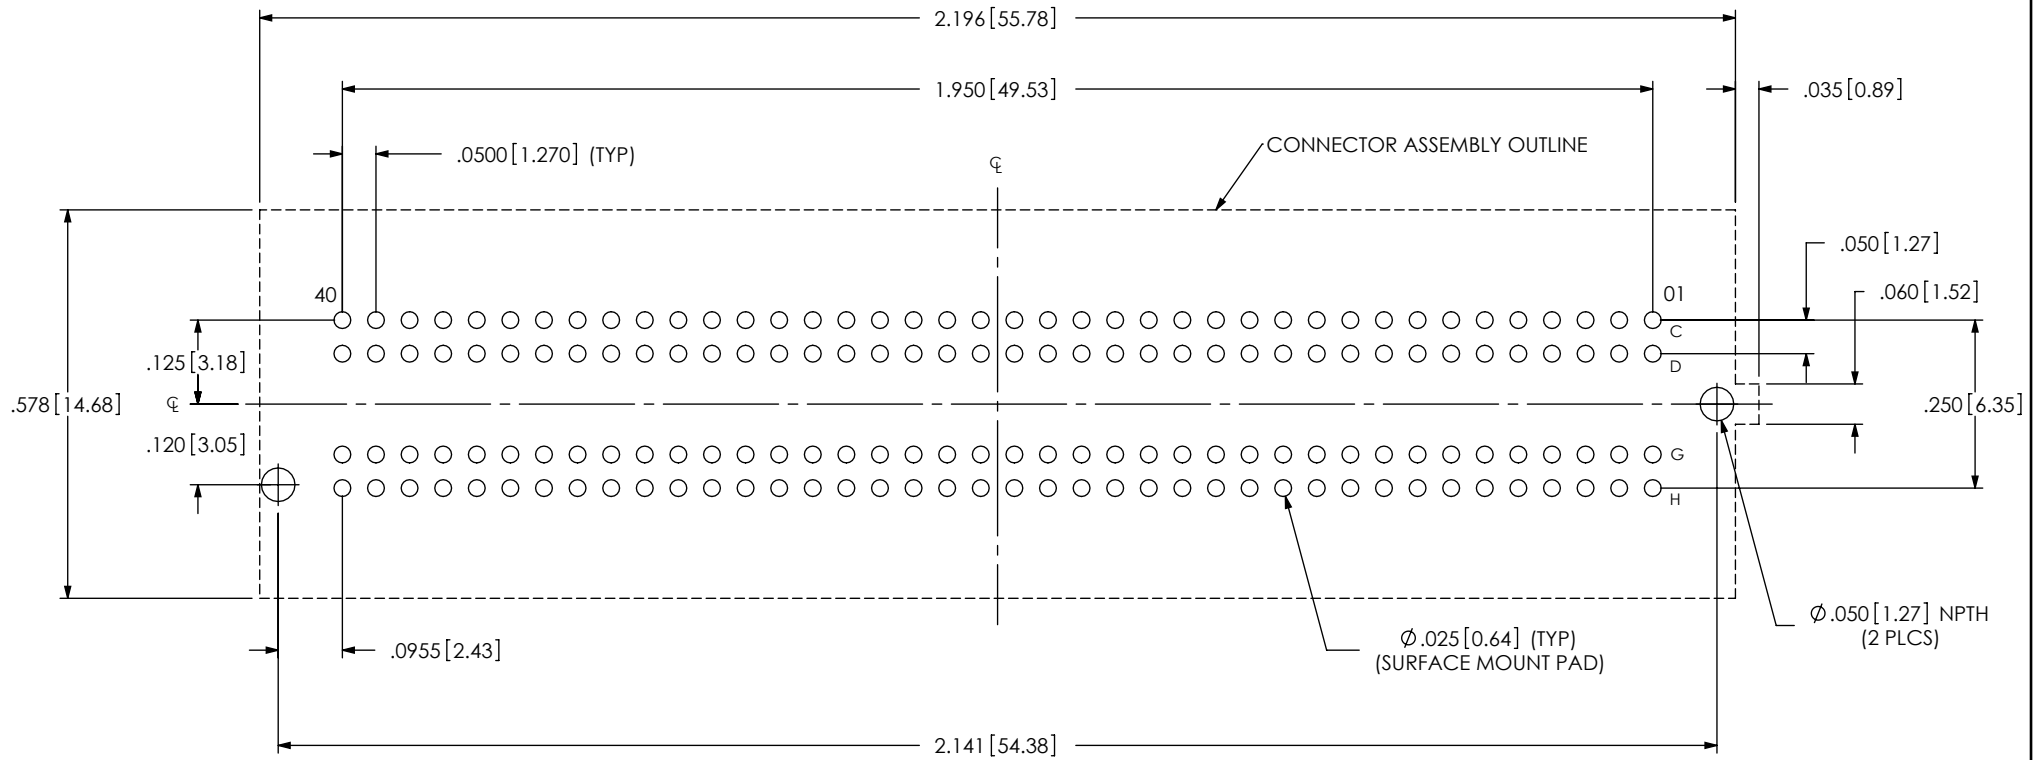 2.196[55.78]
1.950[49.53]
.035[0.89]
.0500[1.270] (TYP)
CONNECTOR ASSEMBLY OUTLINE
℄
.050[1.27]
40
01
.060[1.52]
C
.125[3.18]
D
.578[14.68]
℄
.250[6.35]
.120[3.05]
G
H
Ø.050[1.27] NPTH
(2 PLCS)
Ø.025[0.64] (TYP)
(SURFACE MOUNT PAD)
.0955[2.43]
2.141[54.38]